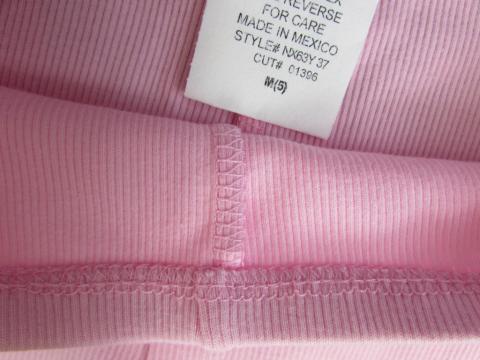 REVERSE
FOR CARE
MADE IN MEXICO
STYLE# NX63Y 37
CUT# 01396
M(5)